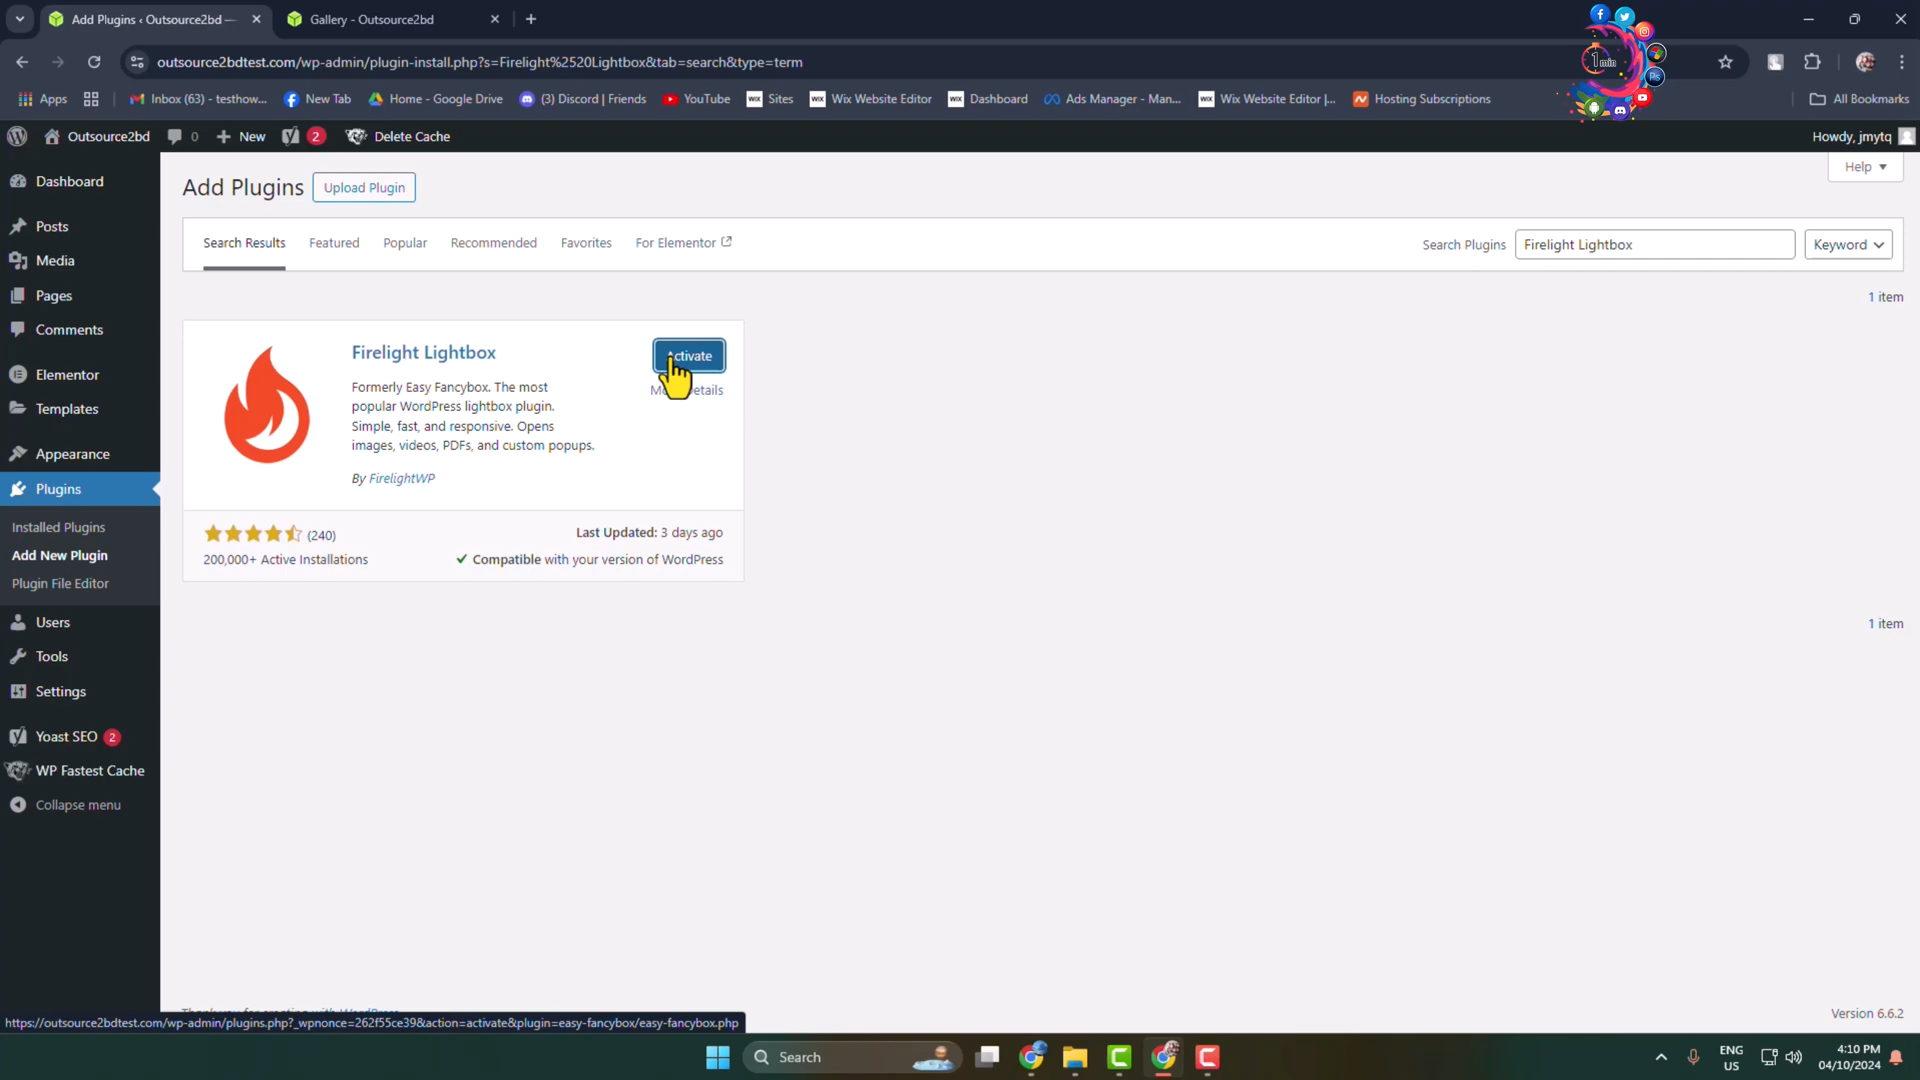 Add Plugins ‹ Outsource2bd —
Gallery - Outsource2bd
outsource2bdtest.com/wp-admin/plugin-install.php?s=Firelight%2520Lightbox&tab=search&type=term
1min
Ps
Apps
Inbox (63) - testhow...
New Tab
Home - Google Drive
(3) Discord | Friends
YouTube
WIX Sites
WIX Wix Website Editor
WIX Dashboard
Ads Manager - Man...
WIX Wix Website Editor |...
Hosting Subscriptions
All Bookmarks
Outsource2bd
0
New
2
Delete Cache
Howdy, jmytq
Dashboard
Posts
Media
Pages
Comments
Elementor
Templates
Appearance
Plugins
Installed Plugins
Add New Plugin
Plugin File Editor
Users
Tools
Settings
Yoast SEO 2
WP Fastest Cache
Collapse menu
Help
Add Plugins
Upload Plugin
Search Results
Featured
Popular
Recommended
Favorites
For Elementor
Search Plugins
Firelight Lightbox
Keyword
1 item
Firelight Lightbox
Activate
Details
Formerly Easy Fancybox. The most
popular WordPress lightbox plugin.
Simple, fast, and responsive. Opens
images, videos, PDFs, and custom popups.
By FirelightWP
(240)
200,000+ Active Installations
Last Updated: 3 days ago
Compatible with your version of WordPress
1 item
Version 6.6.2
https://outsource2bdtest.com/wp-admin/plugins.php?_wpnonce=262f55ce39&action=activate&plugin=easy-fancybox/easy-fancybox.php
Search
ENG
US
4:10 PM
04/10/2024